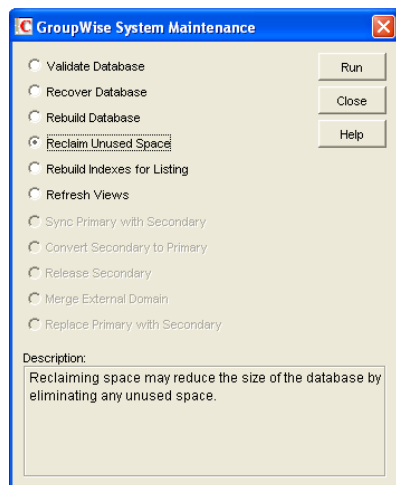 GroupWise System Maintenance
Validate Database
Recover Database
Rebuild Database
Reclaim Unused Space
Rebuild Indexes for Listing
Refresh Views
Sync Primary with Secondary
Convert Secondary to Primary
Release Secondary
Merge External Domain
Replace Primary with Secondary
Run
Close
Help
Description:
Reclaiming space may reduce the size of the database by
eliminating any unused space.